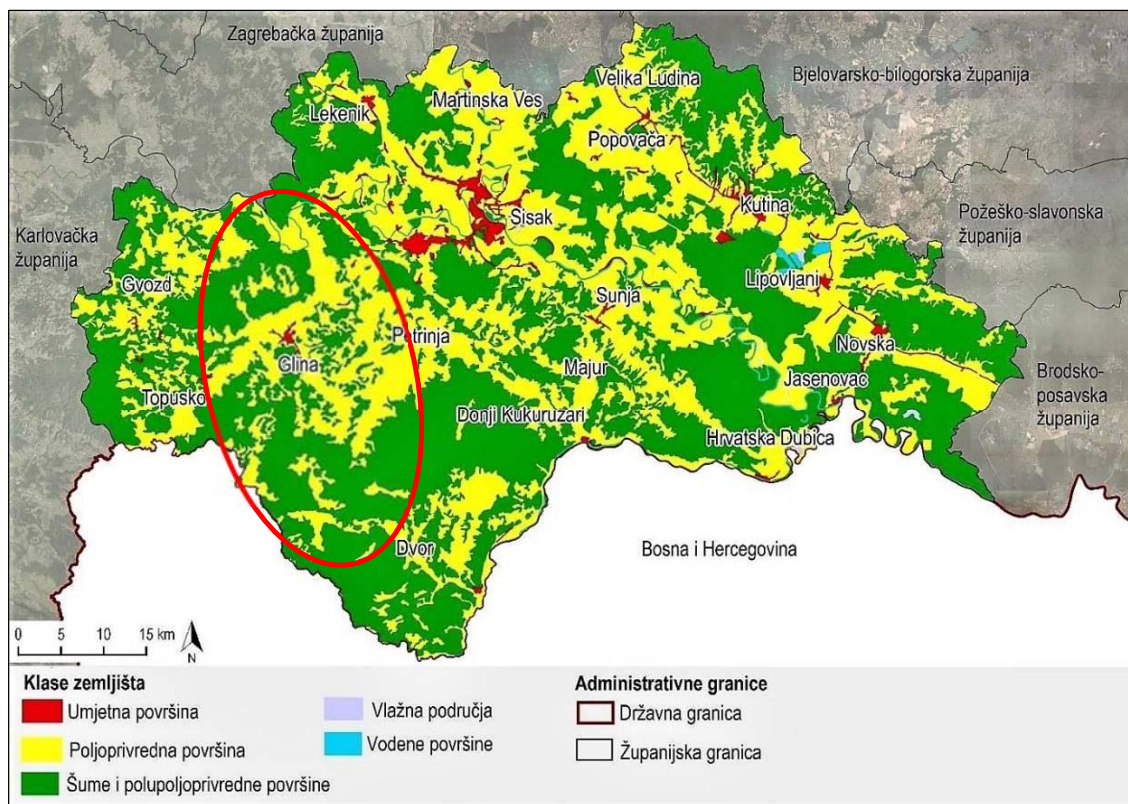 Zagrebačka županija
Velika Ludina
Bjelovarsko-bilogorska županija
Martinska Ves
Lekenik
Popovača
Kutina
Požeško-slavonska
županija
Sisak
Karlovačka
županija
Gvozd
Lipovljani
Sunja
Petrinja
Novska
Glina
Majur
Jasenovac
Brodsko-
posavska
županija
Topusko
Donji Kukuruzari
Hrvatska Dubica
Dvor
Bosna i Hercegovina
0 5 10 15 km
N
Klase zemljišta
Umjetna površina
Poljoprivredna površina
Šume i polupoljoprivredne površine
Vlažna područja
Vodene površine
Administrativne granice
Državna granica
Županijska granica